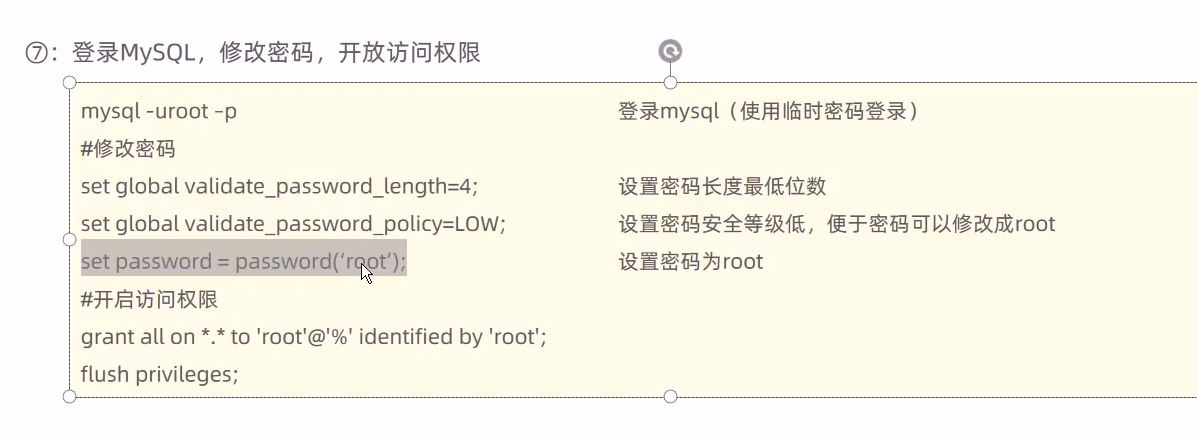 ⑦：登录MySQL，修改密码，开放访问权限
mysql -uroot –p 登录mysql（使用临时密码登录）
#修改密码
set global validate_password_length=4; 设置密码长度最低位数
set global validate_password_policy=LOW; 设置密码安全等级低，便于密码可以修改成root
set password = password(‘root’); 设置密码为root
#开启访问权限
grant all on *.* to 'root'@'%' identified by 'root';
flush privileges;